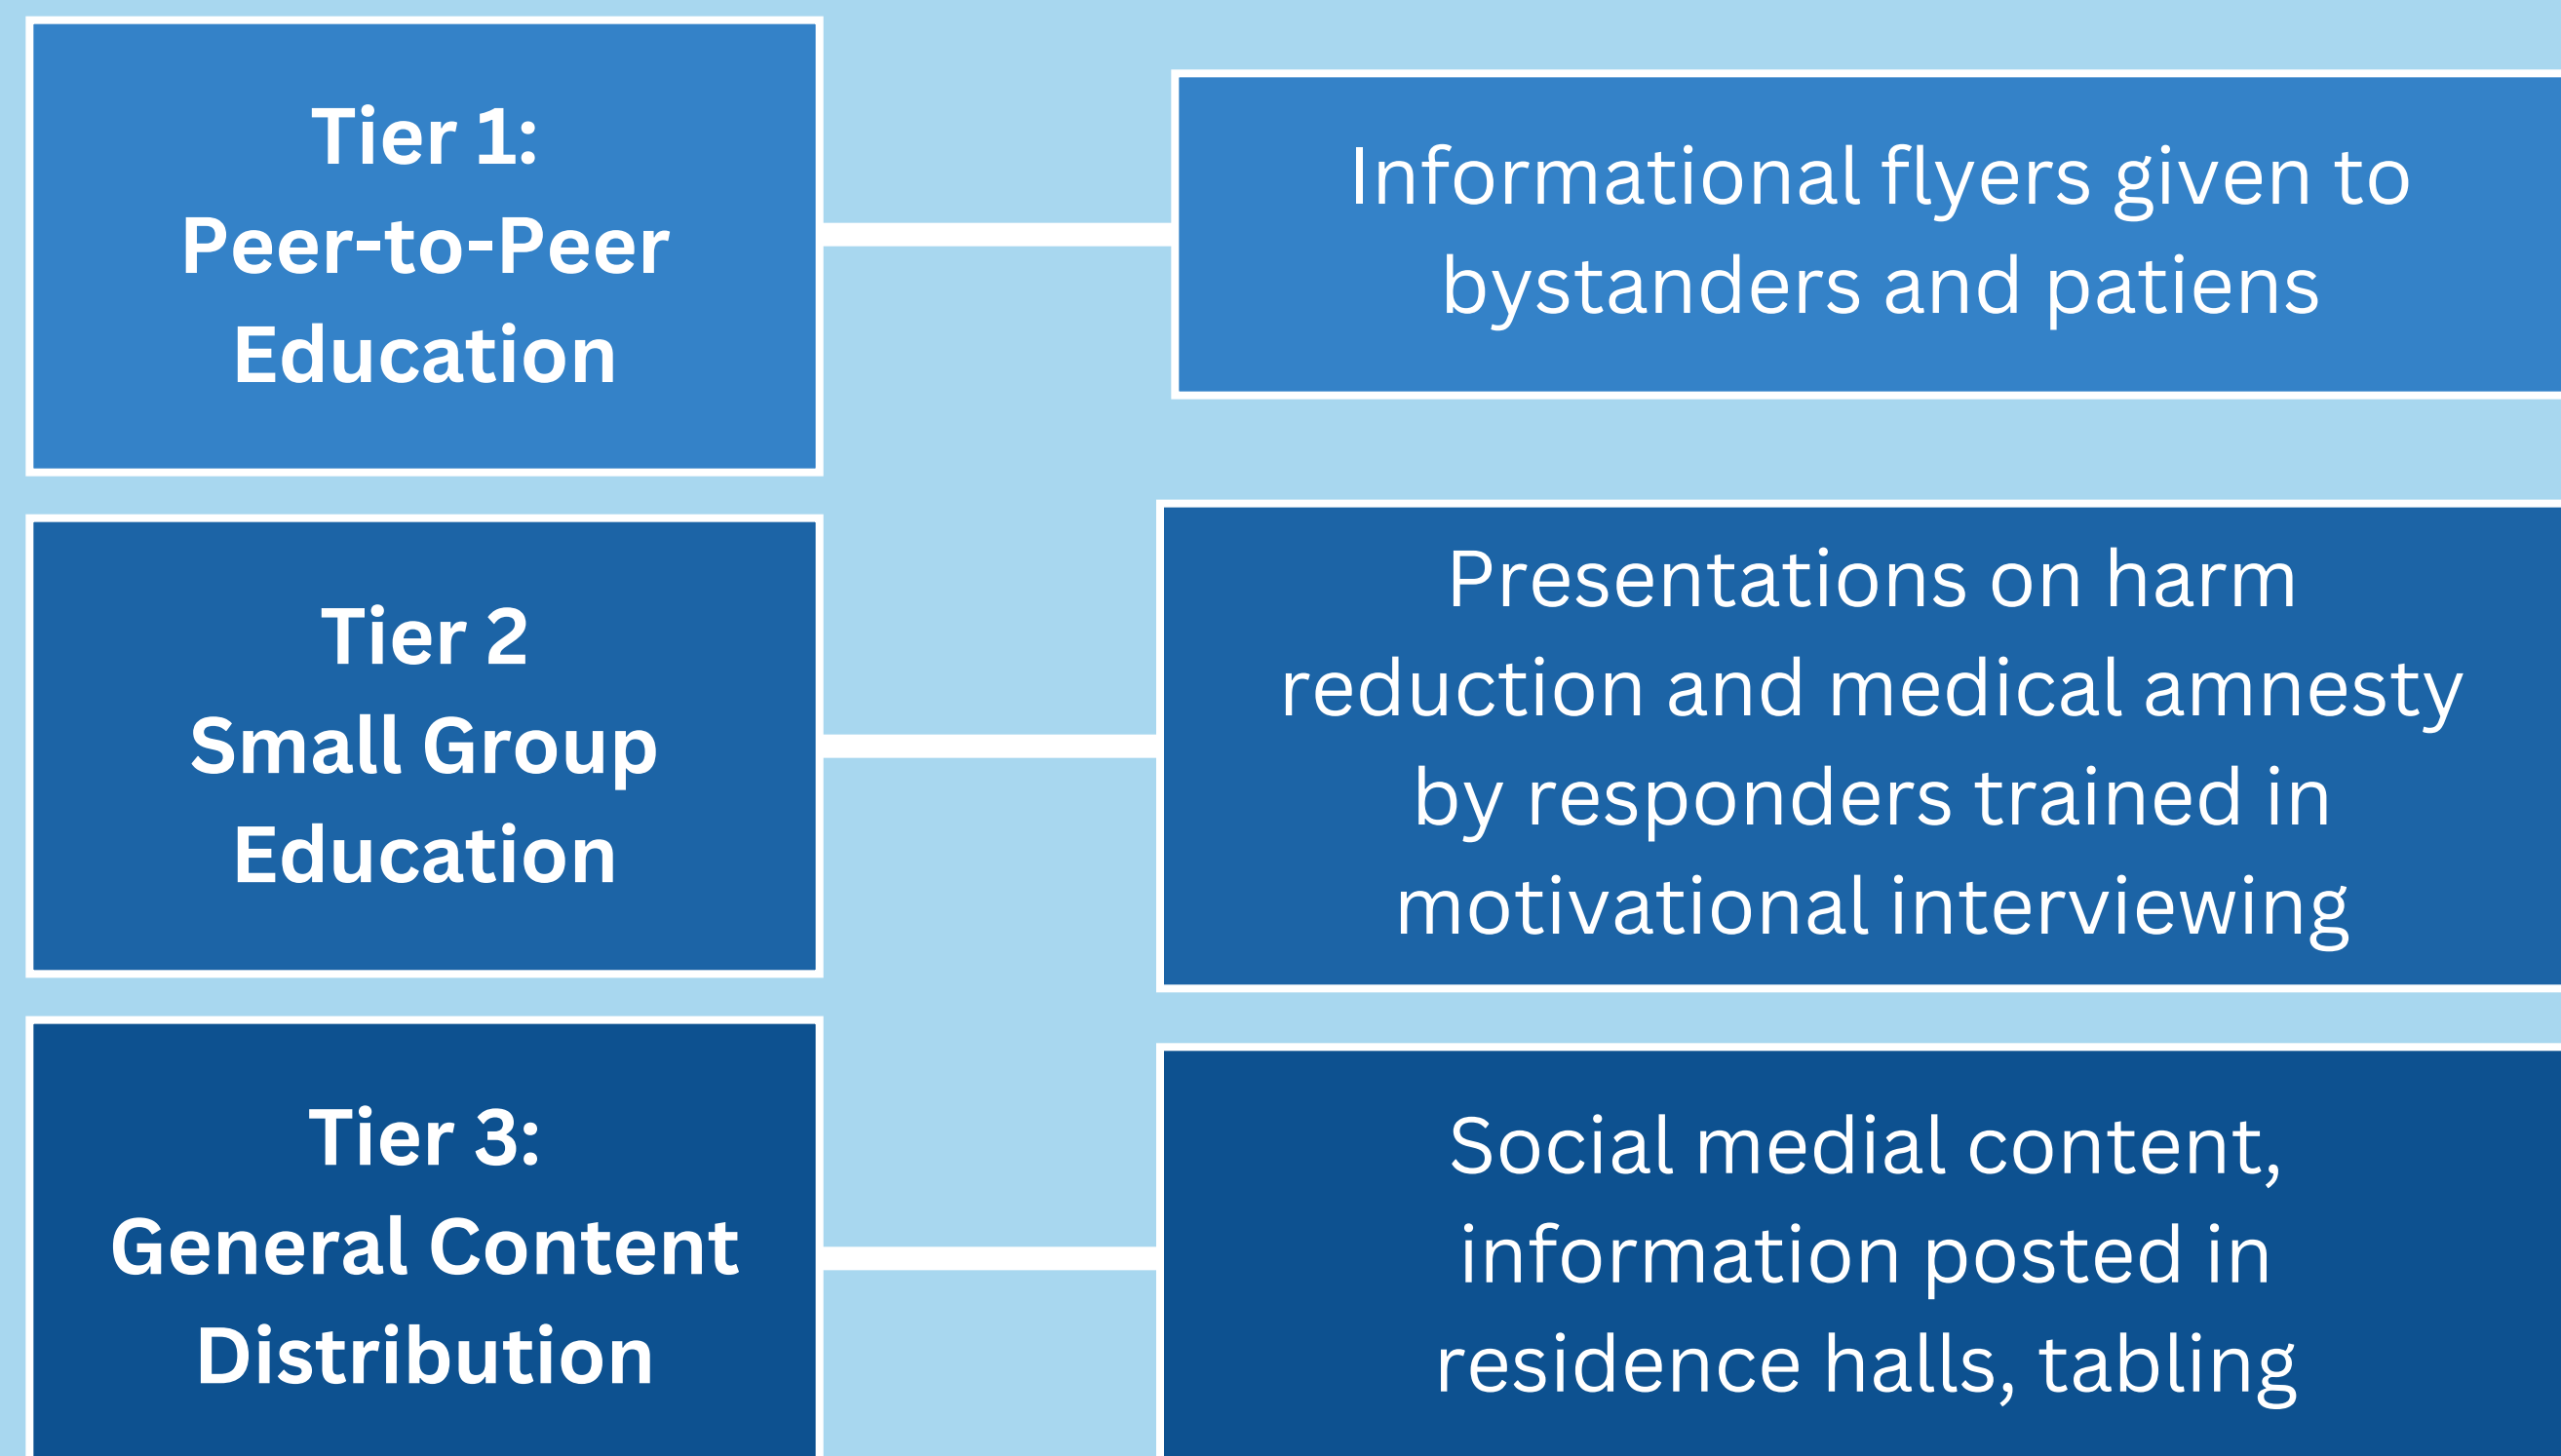 Tier 1:
Peer-to-Peer
Education
Informational flyers given to
bystanders and patiens
Tier 2
Small Group
Education
Presentations on harm
reduction and medical amnesty
by responders trained in
motivational interviewing
Tier 3:
General Content
Distribution
Social medial content,
information posted in
residence halls, tabling